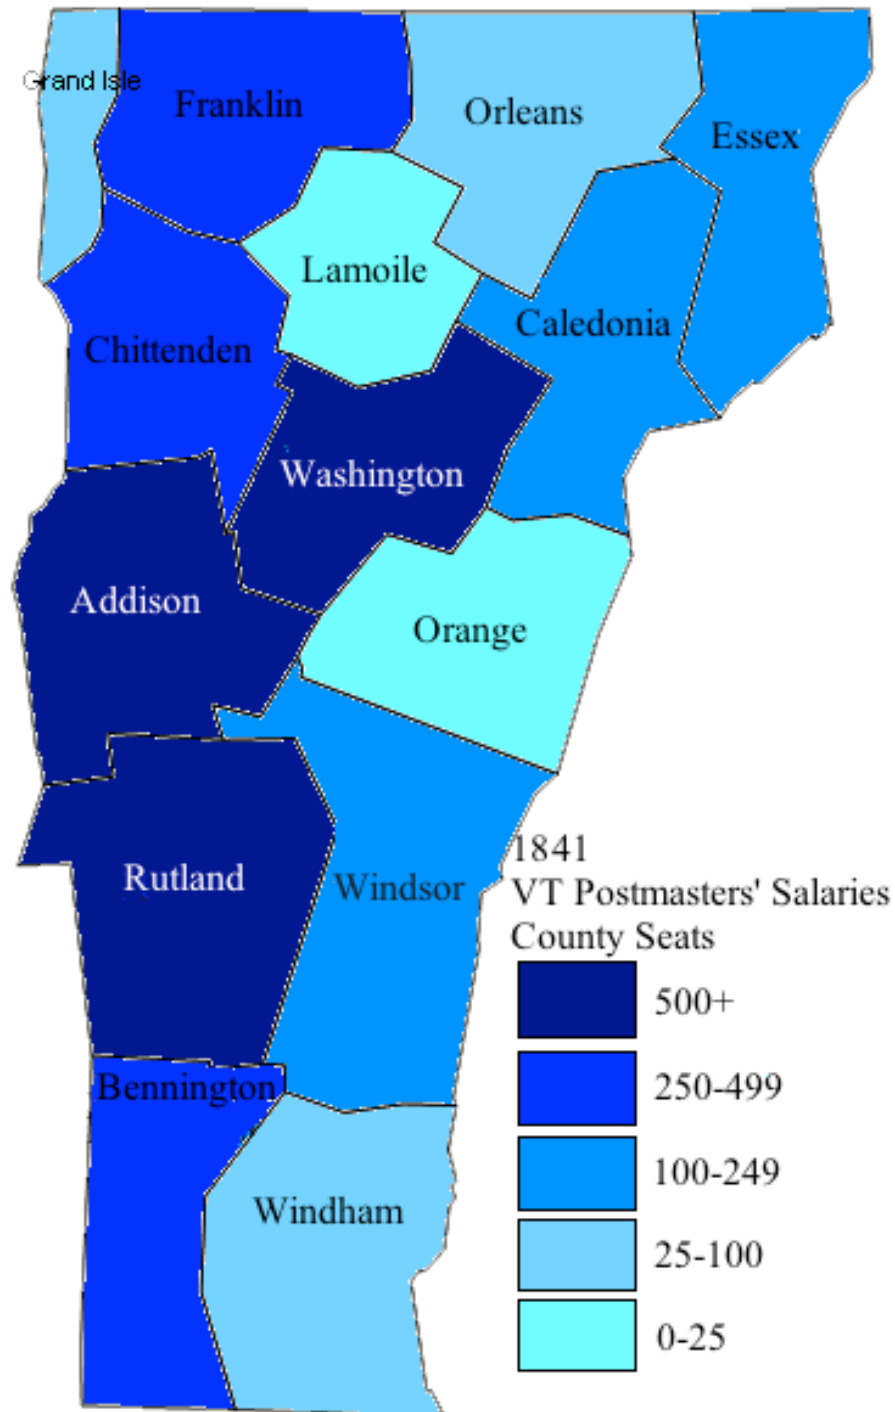 Grand Isle
Franklin
Orleans
Essex
Lamoile
Caledonia
Chittenden
Washington
Addison
Orange
Rutland
Windsor
Bennington
Windham
1841
VT Postmasters' Salaries
County Seats
500+
250-499
100-249
25-100
0-25